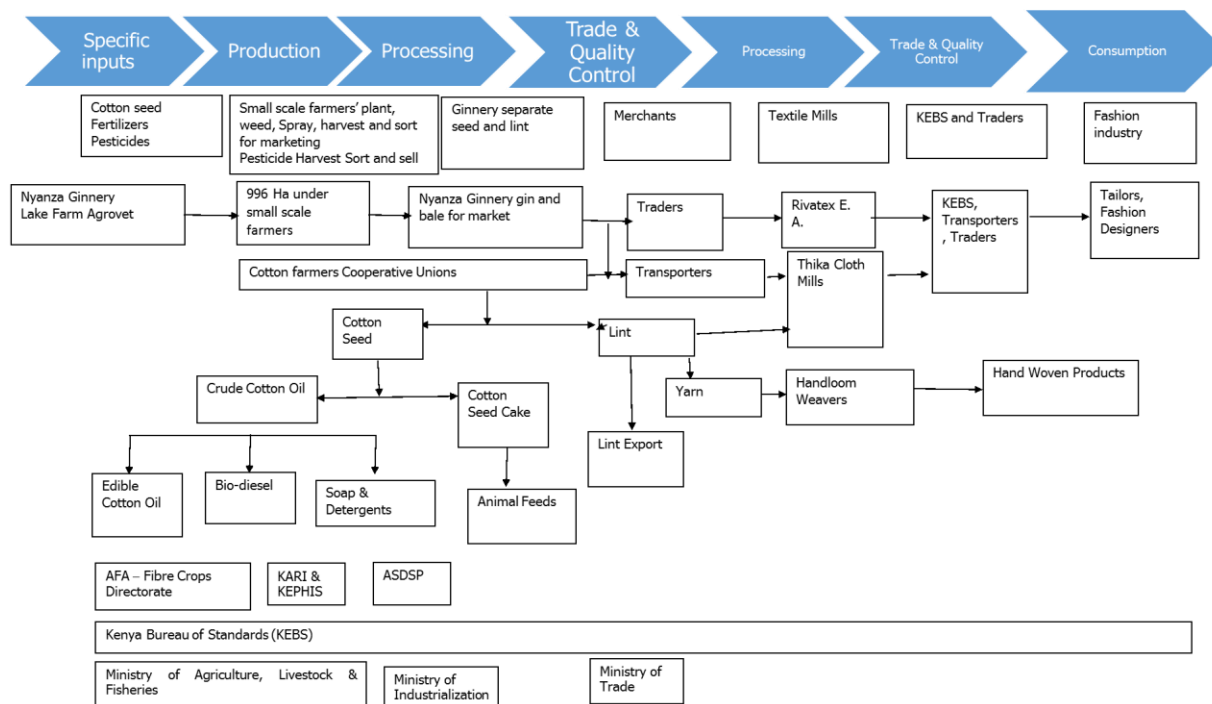 Specific
inputs
Production
Processing
Trade &
Quality
Control
Processing
Trade & Quality
Control
Consumption
Cotton seed
Fertilizers
Pesticides
Small scale farmers' plant,
weed, Spray, harvest and sort
for marketing
Pesticide Harvest Sort and sell
Ginnery separate
seed and lint
Merchants
Textile Mills
KEBS and Traders
Fashion
industry
Nyanza Ginnery
Lake Farm Agrovet
996 Ha under
small scale
farmers
Nyanza Ginnery gin and
bale for market
Traders
Rivatex E.
A.
KEBS,
Transporters
, Traders
Tailors,
Fashion
Designers
Cotton farmers Cooperative Unions
Transporters
Thika Cloth
Mills
Cotton
Seed
Lint
Crude Cotton Oil
Cotton
Seed Cake
Yarn
Handloom
Weavers
Hand Woven Products
Lint Export
Edible
Cotton Oil
Bio-diesel
Soap &
Detergents
Animal Feeds
AFA – Fibre Crops
Directorate
KARI &
KEPHIS
ASDSP
Kenya Bureau of Standards (KEBS)
Ministry of Agriculture, Livestock &
Fisheries
Ministry of
Industrialization
Ministry of
Trade